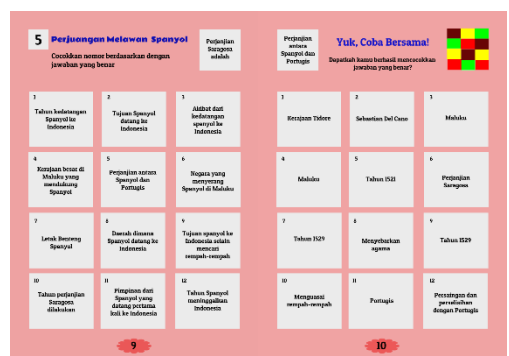 5 Perjuangan Melawan Spanyol
Cocokkan nomor berdasarkan dengan
jawaban yang benar
Perjanjian
Saragosa
adalah
1
Tahun kedatangan
Spanyol ke
Indonesia
2
Tujuan Spanyol
datang ke
Indonesia
3
Akibat dari
kedatangan
spanyol ke
Indonesia
4
Kerajaan besar di
Maluku yang
mendukung
Spanyol
5
Perjanjian antara
Spanyol dan
Portugis
6
Negara yang
menyerang
Spanyol di Maluku
7
Letak Benteng
Spanyol
8
Daerah dimana
Spanyol datang ke
Indonesia
9
Tujuan spanyol ke
Indonesia selain
mencari
rempah-rempah
10
Tahun perjanjian
Saragosa
dilakukan
11
Pimpinan dari
Spanyol yang
datang pertama
kali ke Indonesia
12
Tahun Spanyol
meninggalkan
Indonesia
9
Perjanjian
antara
Spanyol dan
Portugis
Yuk, Coba Bersama!
Dapatkah kamu berhasil mencocokkan
jawaban yang benar?
1
Kerajaan Tidore
2
Sebastian Del Cano
3
Maluku
4
Maluku
5
Tahun 1521
6
Perjanjian
Saragosa
7
Tahun 1529
8
Menyebarkan
agama
9
Tahun 1529
10
Menguasai
rempah-rempah
11
Portugis
12
Persaingan dan
perselisihan
dengan Portugis
10